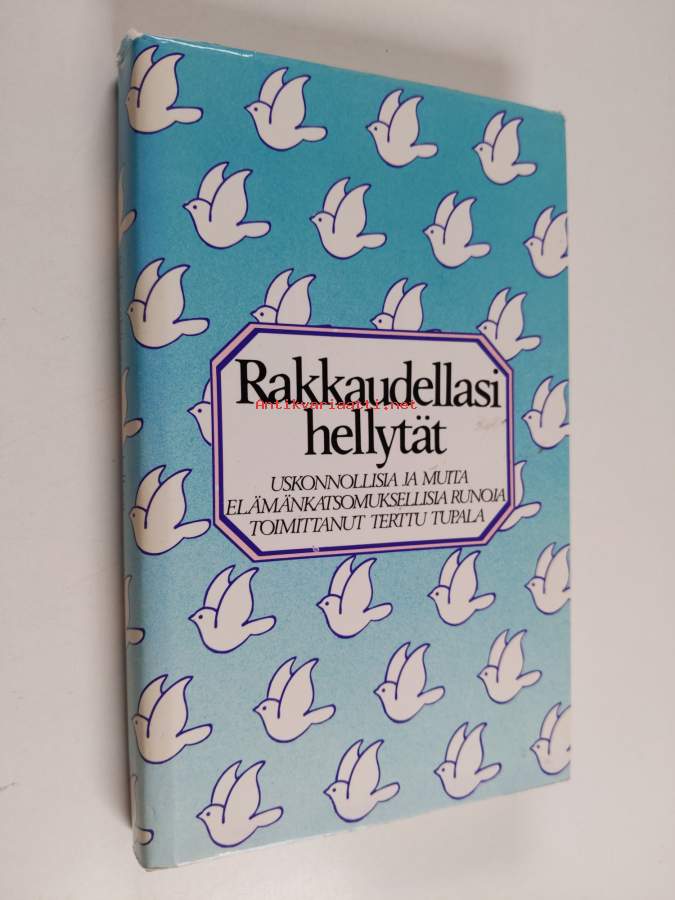 Rakkaudellasi
Antikvariaatti.net
hellytät
USKONNOLLISIA JA MUITA
ELÄMÄNKATSOMUKSELLISIA RUNOJA
TOIMITTANUT TERTTU TUPALA